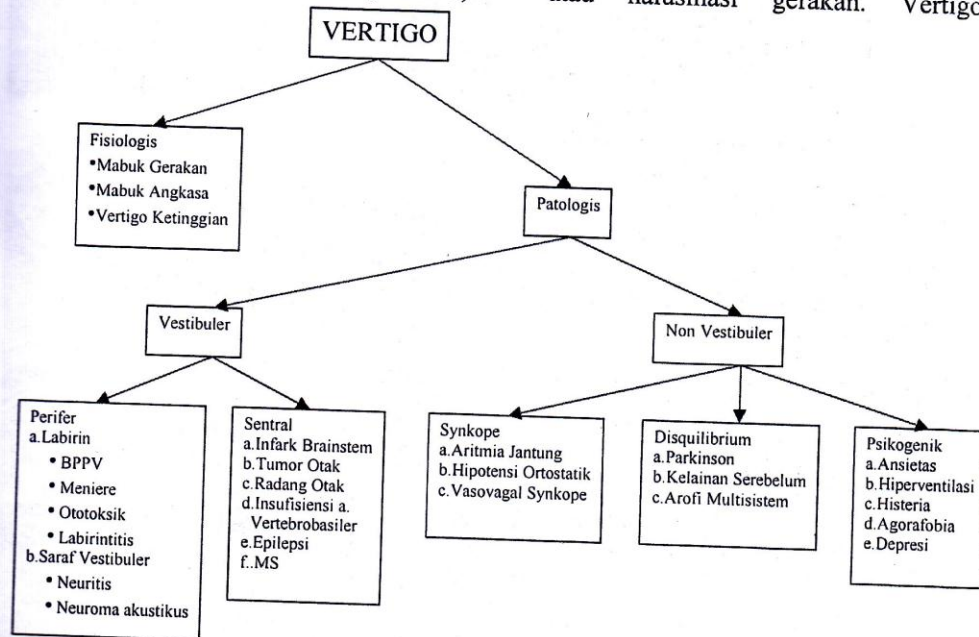 halusinasi gerakan. Vertigo
VERTIGO
Fisiologis
•Mabuk Gerakan
•Mabuk Angkasa
•Vertigo Ketinggian
Patologis
Vestibuler
Non Vestibuler
Perifer
a.Labirin
• BPPV
• Meniere
• Ototoksik
• Labirintitis
b.Saraf Vestibuler
• Neuritis
• Neuroma akustikus
Sentral
a.Infark Brainstem
b.Tumor Otak
c.Radang Otak
d.Insufisiensi a.
Vertebrobasiler
e.Epilepsi
f..MS
Synkope
a.Aritmia Jantung
b.Hipotensi Ortostatik
c.Vasovagal Synkope
Disquilibrium
a.Parkinson
b.Kelainan Serebelum
c.Arofi Multisistem
Psikogenik
a.Ansietas
b.Hiperventilasi
c.Histeria
d.Agorafobia
e.Depresi